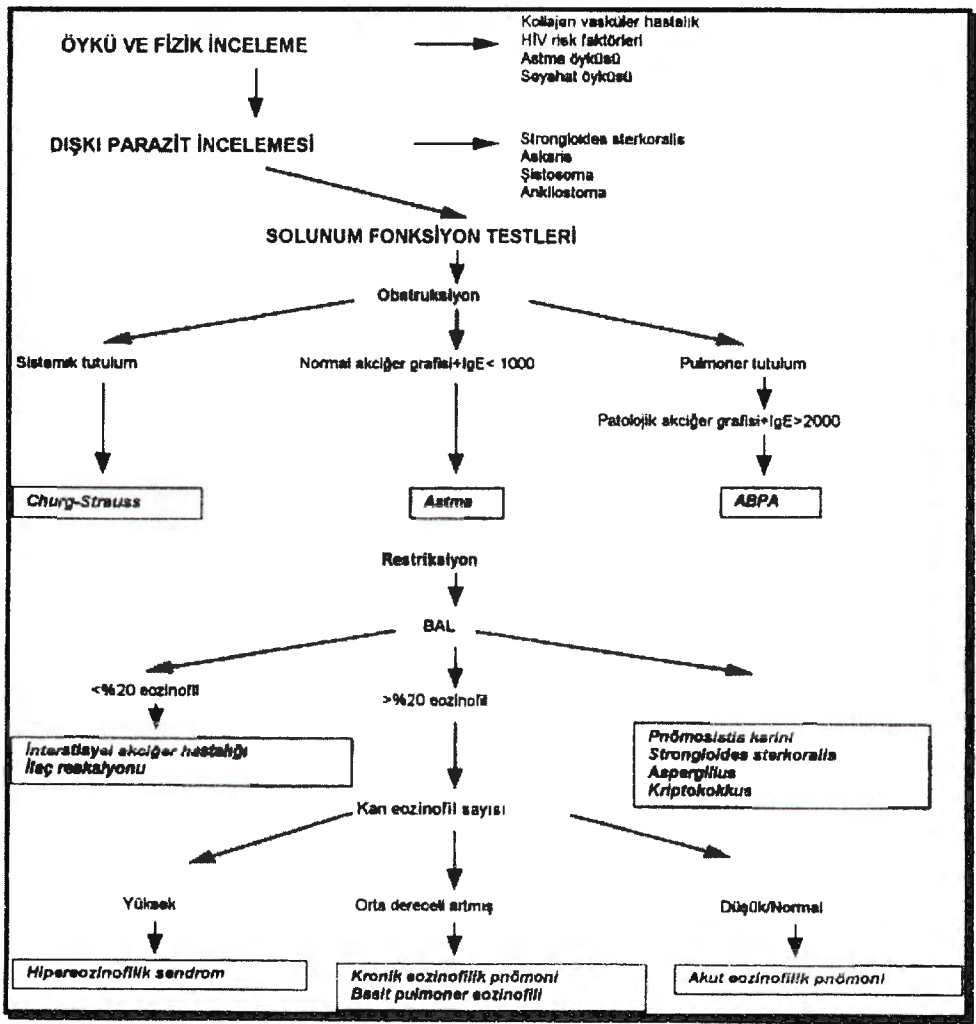 ÖYKÜ VE FİZİK İNCELEME
Kollajen vasküler hastalık
HİV risk faktörleri
Astma öyküsü
Seyahat öyküsü
DIŞKI PARAZİT İNCELEMESİ
Strongloides sterkoralis
Askaris
Şistosoma
Ankilostoma
SOLUNUM FONKSİYON TESTLERİ
Obstruksiyon
Sistemik tutulum
Normal akciğer grafisi+IgE< 1000
Pulmoner tutulum
Patolojik akciğer grafisi+IgE>2000
Churg-Strauss
Astma
ABPA
Restriksiyon
BAL
<%20 eozinofil
>%20 eozinofil
İnterstisyel akciğer hastalığı
İlaç reaksiyonu
Pnömosistis karini
Strongloides sterkoralis
Aspergillus
Kriptokokkus
Kan eozinofil sayısı
Yüksek
Orta dereceli artmış
Düşük/Normal
Hipereozinofilik sendrom
Kronik eozinofilik pnömoni
Basit pulmoner eozinofili
Akut eozinofilik pnömoni